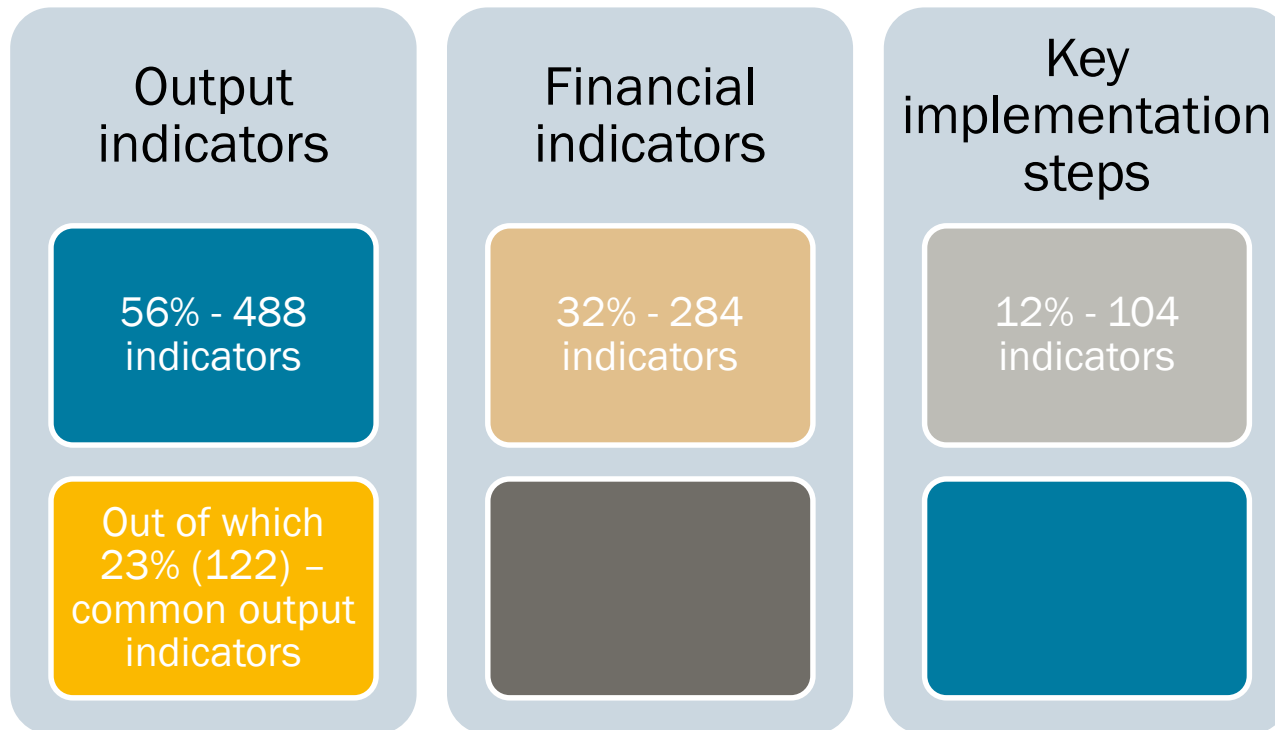 Output
indicators
56% - 488
indicators
Out of which
23% (122) –
common output
indicators
Financial
indicators
32% - 284
indicators
Key
implementation
steps
12% - 104
indicators